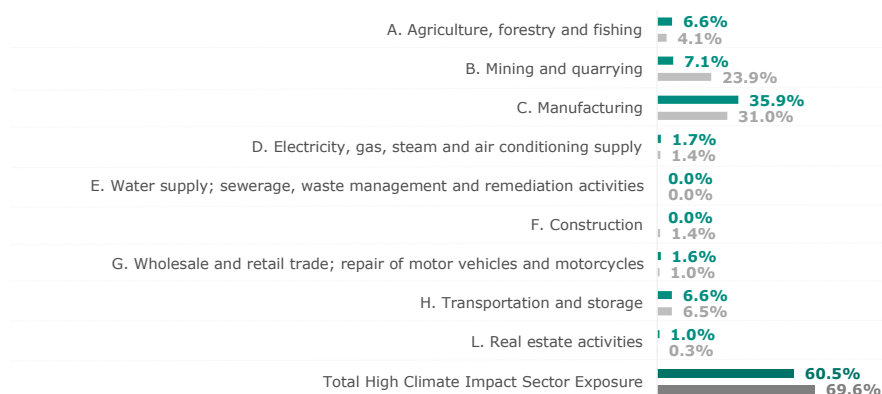 A. Agriculture, forestry and fishing
6.6%
4.1%
B. Mining and quarrying
7.1%
23.9%
C. Manufacturing
35.9%
31.0%
D. Electricity, gas, steam and air conditioning supply
1.7%
1.4%
E. Water supply; sewerage, waste management and remediation activities
0.0%
0.0%
F. Construction
0.0%
1.4%
G. Wholesale and retail trade; repair of motor vehicles and motorcycles
1.6%
1.0%
H. Transportation and storage
6.6%
6.5%
L. Real estate activities
1.0%
0.3%
Total High Climate Impact Sector Exposure
60.5%
69.6%